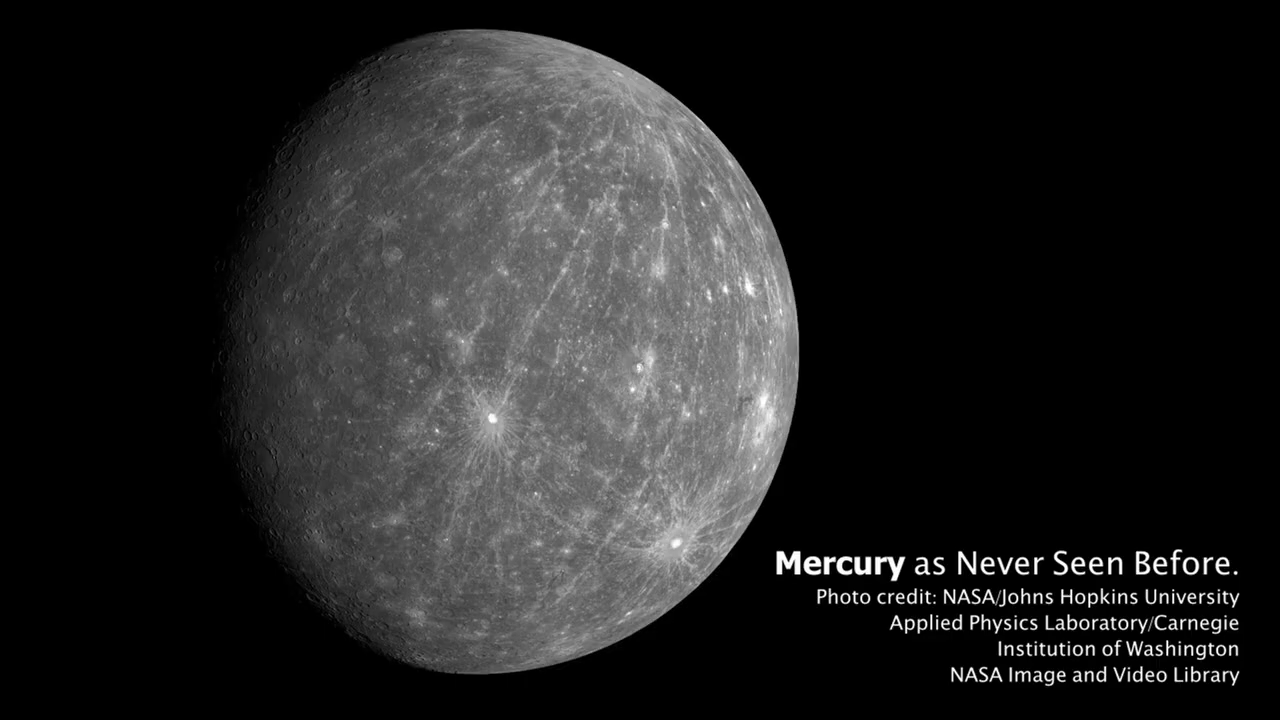 Mercury as Never Seen Before.
Photo credit: NASA/Johns Hopkins University
Applied Physics Laboratory/Carnegie
Institution of Washington
NASA Image and Video Library